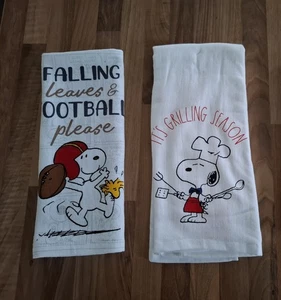 FALLING
leaves &
OOTBALL
please
IT'S GRILLING SEASON